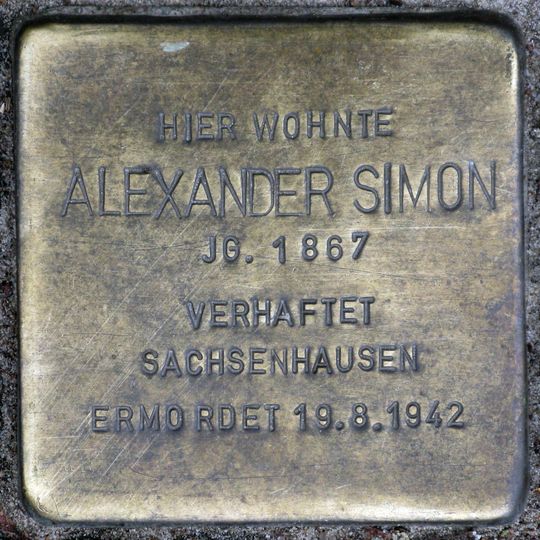 HIER WOHNTE
ALEXANDER SIMON
JG. 1867
VERHAFTET
SACHSENHAUSEN
ERMORDET 19.8.1942